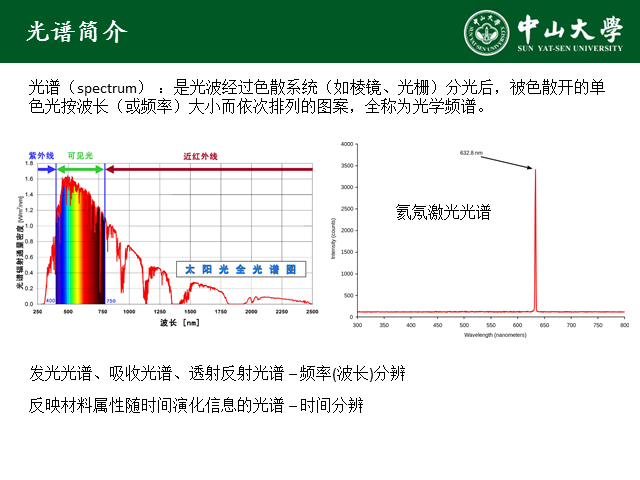 光谱简介
中山大学
SUN YAT-SEN UNIVERSITY
光谱（spectrum）：是光波经过色散系统（如棱镜、光栅）分光后，被色散开的单
色光按波长（或频率）大小而依次排列的图案，全称为光学频谱。
紫外线 可见光 近红外线
光谱辐射通量密度 [W/m²/nm]
1.8
1.6
1.4
1.2
1.0
0.8
0.6
0.4
0.2
0.0
太阳光全光谱图
400 750
250 500 750 1000 1250 1500 1750 2000 2250 2500
波长 [nm]
Intensity (counts)
4000
3500
3000
2500
2000
1500
1000
500
0
632.8 nm
氦氖激光光谱
300 350 400 450 500 550 600 650 700 750 800
Wavelength (nanometers)
发光光谱、吸收光谱、透射反射光谱 – 频率(波长)分辨
反映材料属性随时间演化信息的光谱 – 时间分辨